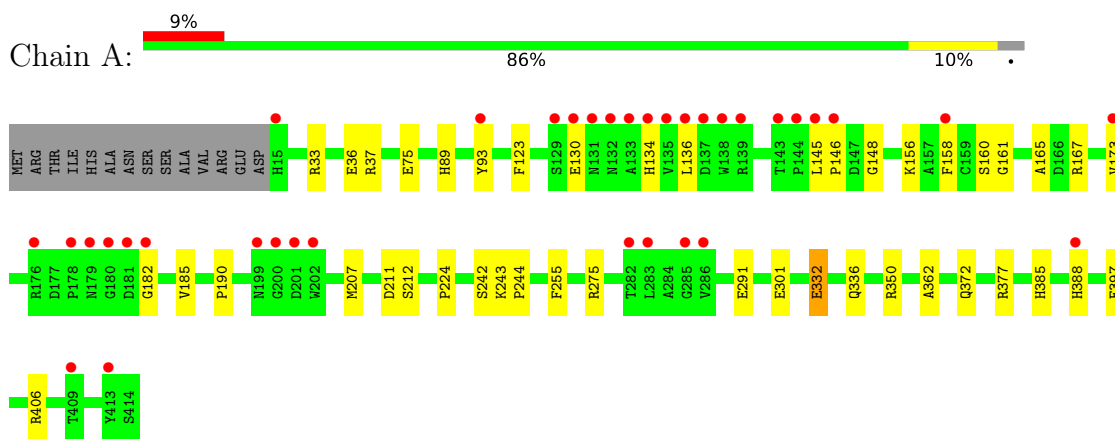 9%
Chain A:
86% 10% •
MET ARG THR ILE HIS ALA ASN SER SER ALA VAL ARG GLU ASP H15 R33 E36 R37 E75 H89 Y93 F123 S129 E130 N131 N132 A133 H134 V135 L136 D137 W138 R139 T143 P144 L145 P146 D147 G148 K156 A157 F158 C159 S160 G161 A165 D166 R167 V173
R176 D177 P178 N179 G180 D181 G182 V185 P190 N199 G200 D201 W202 M207 D211 S212 P224 S242 K243 P244 F255 R275 T282 L283 A284 G285 V286 E291 E301 E332 Q336 R350 A362 Q372 R377 H385 H388
R406 T409 Y413 S414